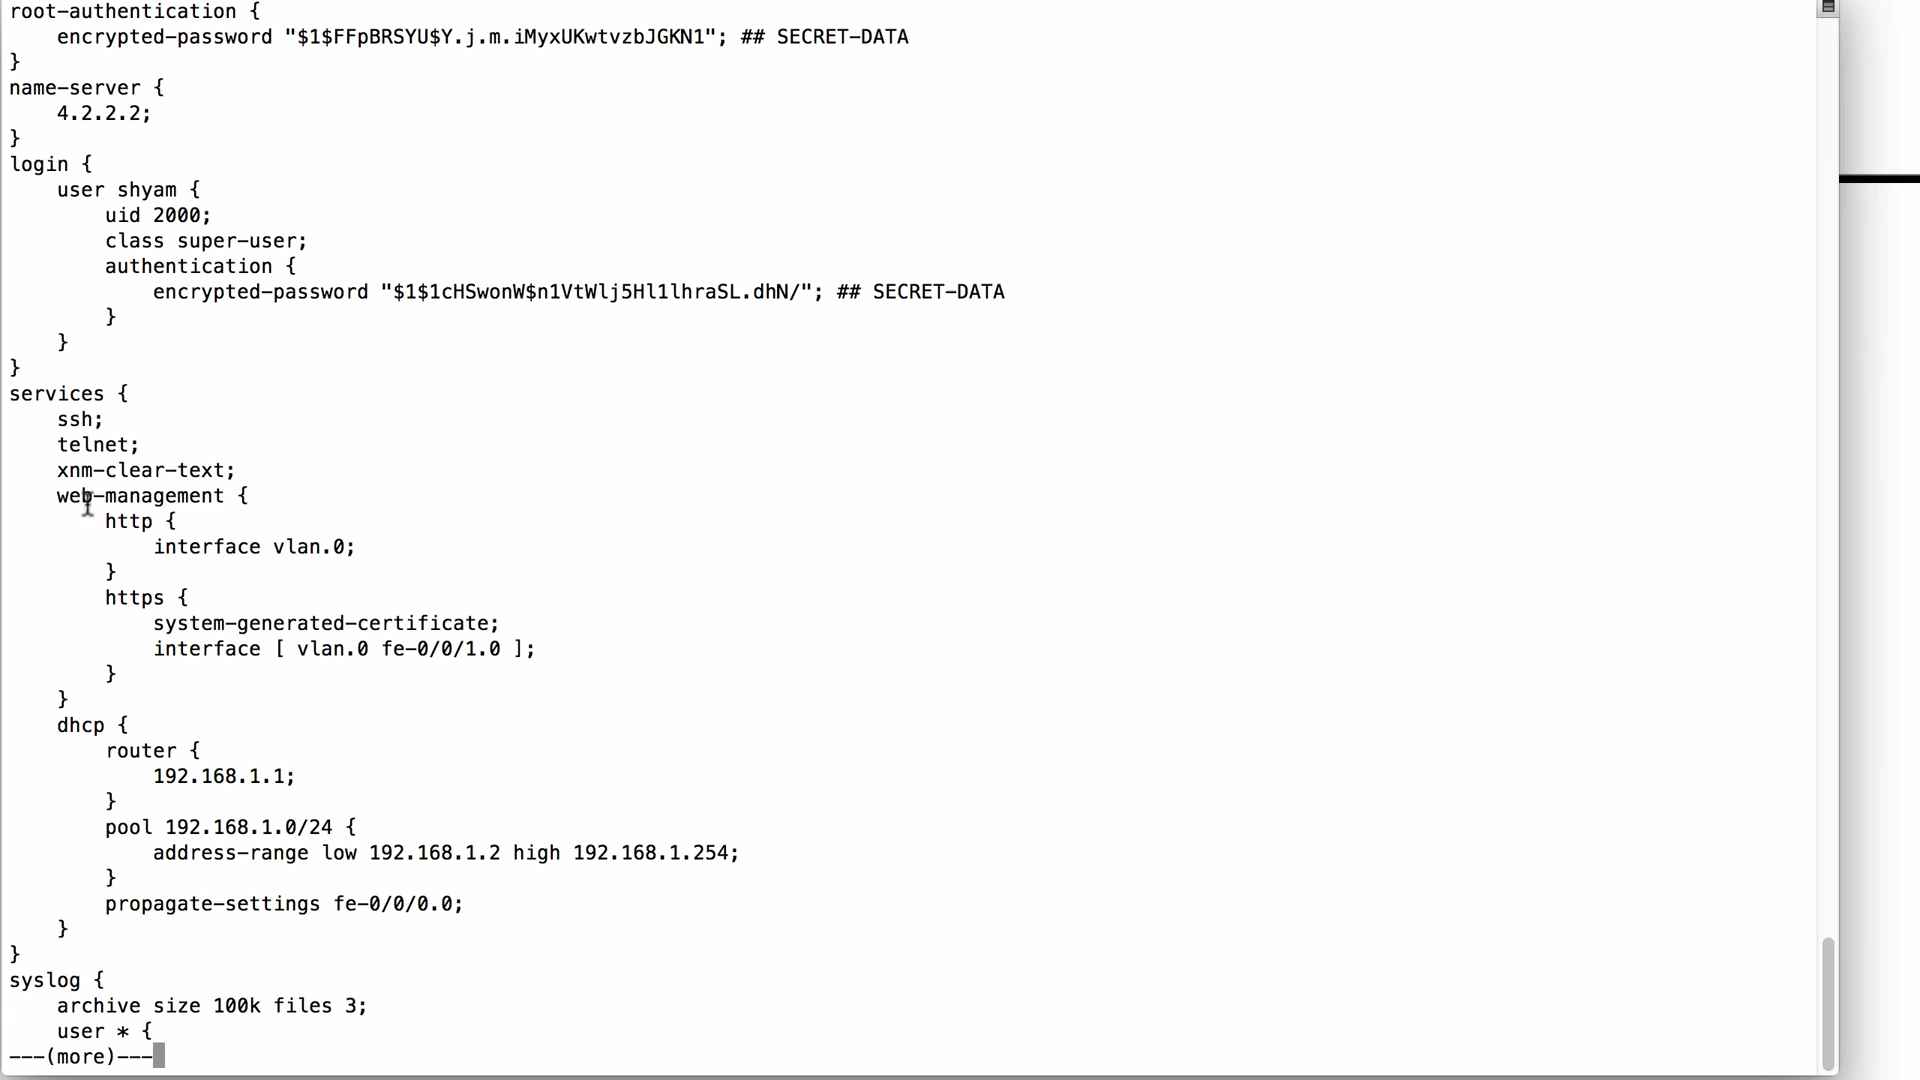 root-authentication {
    encrypted-password "$1$FFpBRSYU$Y.j.m.iMyxUKwtvzbJGKN1"; ## SECRET-DATA
}
name-server {
    4.2.2.2;
}
login {
    user shyam {
        uid 2000;
        class super-user;
        authentication {
            encrypted-password "$1$1cHSwonW$n1VtWlj5Hl1lhraSL.dhN/"; ## SECRET-DATA
        }
    }
}
services {
    ssh;
    telnet;
    xnm-clear-text;
    web-management {
        http {
            interface vlan.0;
        }
        https {
            system-generated-certificate;
            interface [ vlan.0 fe-0/0/1.0 ];
        }
    }
    dhcp {
        router {
            192.168.1.1;
        }
        pool 192.168.1.0/24 {
            address-range low 192.168.1.2 high 192.168.1.254;
        }
        propagate-settings fe-0/0/0.0;
    }
}
syslog {
    archive size 100k files 3;
    user * {
---(more)---